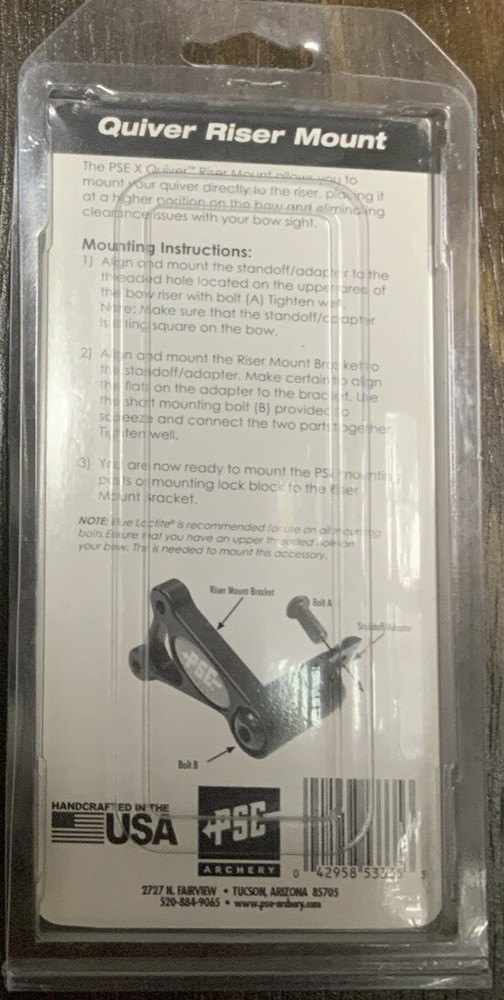 Quiver Riser Mount
The PSE X Quiver™ Riser Mount allows you to
mount your quiver directly to the riser, placing it
at a higher position on the bow and eliminating
clearance issues with your bow sight.
Mounting Instructions:
1) Align and mount the standoff/adapter to the
threaded hole located on the upper area of
the bow riser with bolt (A) Tighten well.
Note: Make sure that the standoff/adapter
is sitting square on the bow.
2) Align and mount the Riser Mount Bracket to
the standoff/adapter. Make certain to align
the flats on the adapter to the bracket. Use
the short mounting bolt (B) provided to
squeeze and connect the two parts together.
Tighten well.
3) You are now ready to mount the PSE mounting
posts or mounting lock block to the Riser
Mount Bracket.
NOTE: Blue Loctite® is recommended for use on all mounting
bolts. Ensure that you have an upper threaded hole on
your bow. This is needed to mount this accessory.
Riser Mount Bracket
Bolt A
Standoff/Adapter
PSE
Bolt B
HANDCRAFTED IN THE
USA
PSE
ARCHERY
0 42958 53 3
2727 N. FAIRVIEW • TUCSON, ARIZONA 85705
520-884-9065 • www.pse-archery.com